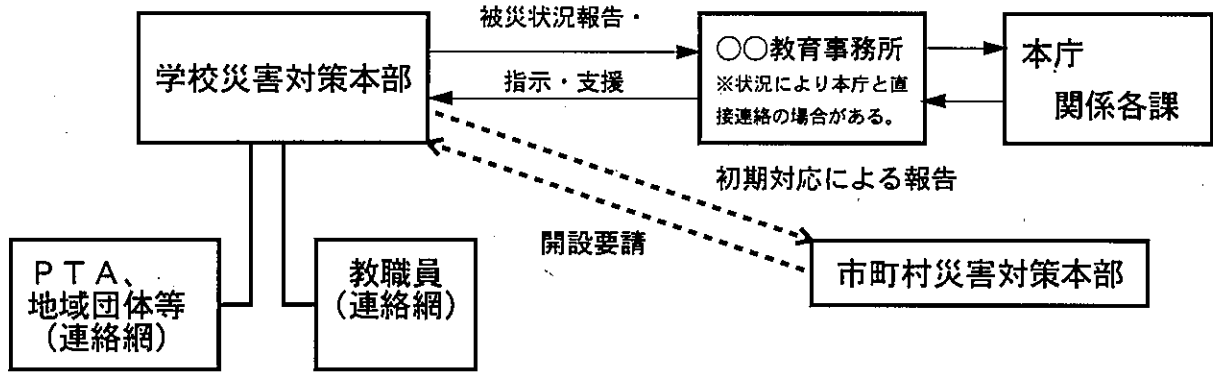 被災状況報告・
学校災害対策本部
指示・支援
○○教育事務所
※状況により本庁と直
接連絡の場合がある。
本庁
関係各課
初期対応による報告
開設要請
市町村災害対策本部
PTA、
地域団体等
（連絡網）
教職員
（連絡網）